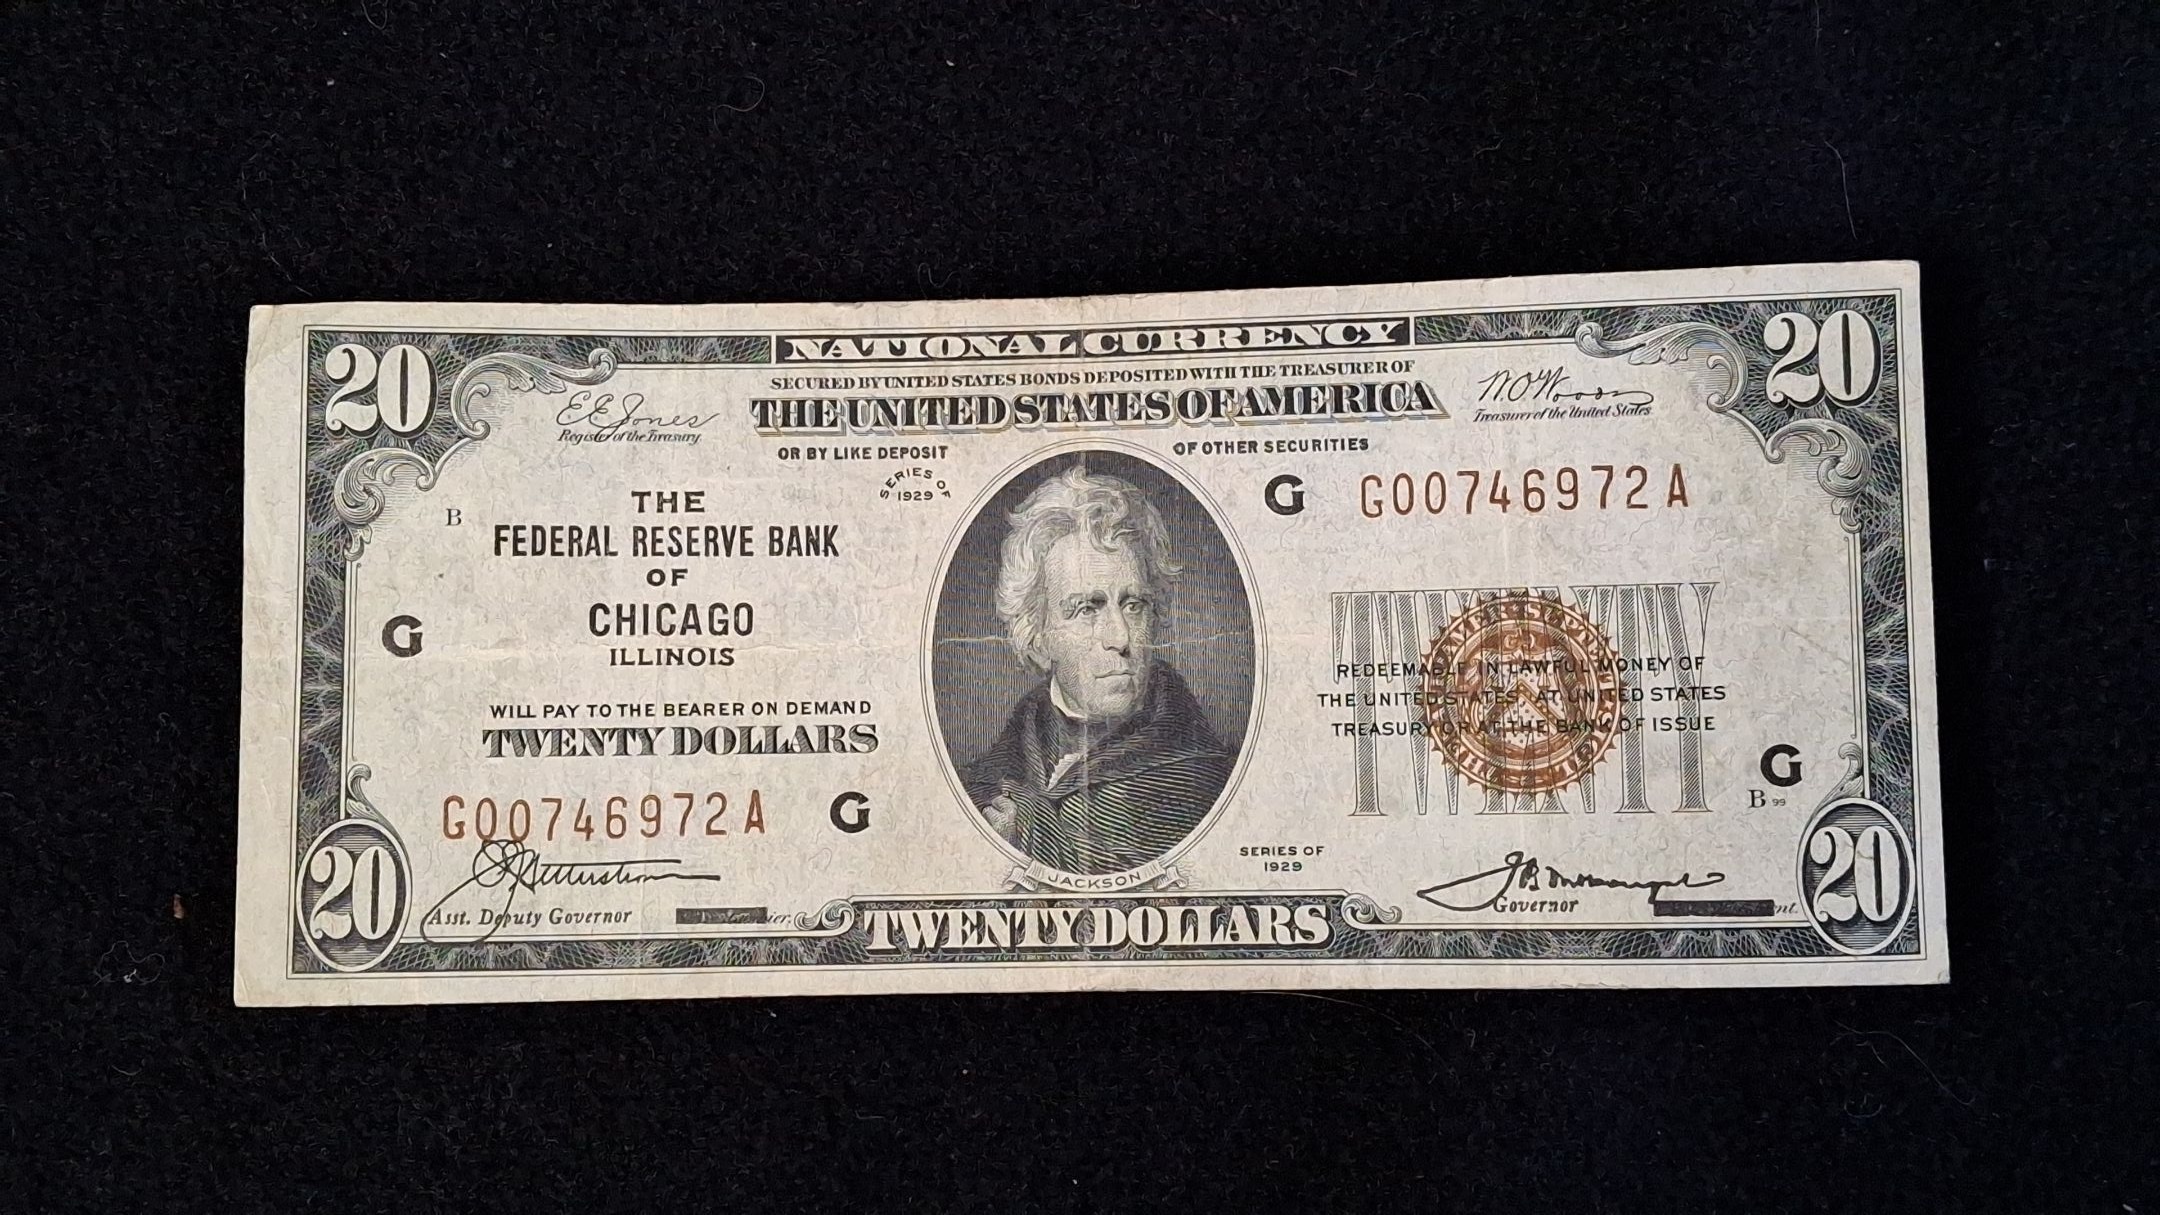 20
NATIONAL CURRENCY
20
SECURED BY UNITED STATES BONDS DEPOSITED WITH THE TREASURER OF
THE UNITED STATES OF AMERICA
OR BY LIKE DEPOSIT
OF OTHER SECURITIES
E E Jones
Register of the Treasury.
W.O. Woods
Treasurer of the United States
SERIES OF
1929
B
THE
FEDERAL RESERVE BANK
OF
CHICAGO
ILLINOIS
G
G
G00746972A
WILL PAY TO THE BEARER ON DEMAND
TWENTY DOLLARS
TWENTY
REDEEMABLE IN LAWFUL MONEY OF
THE UNITED STATES AT UNITED STATES
TREASURY OR AT THE BANK OF ISSUE
G
B 99
G00746972A
G
JACKSON
SERIES OF
1929
Asst. Deputy Governor
Governor
20
TWENTY DOLLARS
20